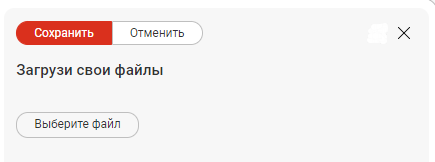 Сохранить Отменить
Загрузи свои файлы
Выберите файл